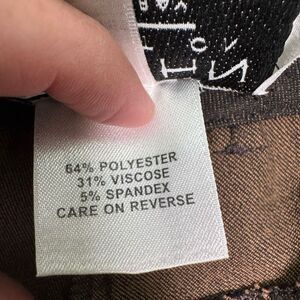 64% POLYESTER
31% VISCOSE
5% SPANDEX
CARE ON REVERSE